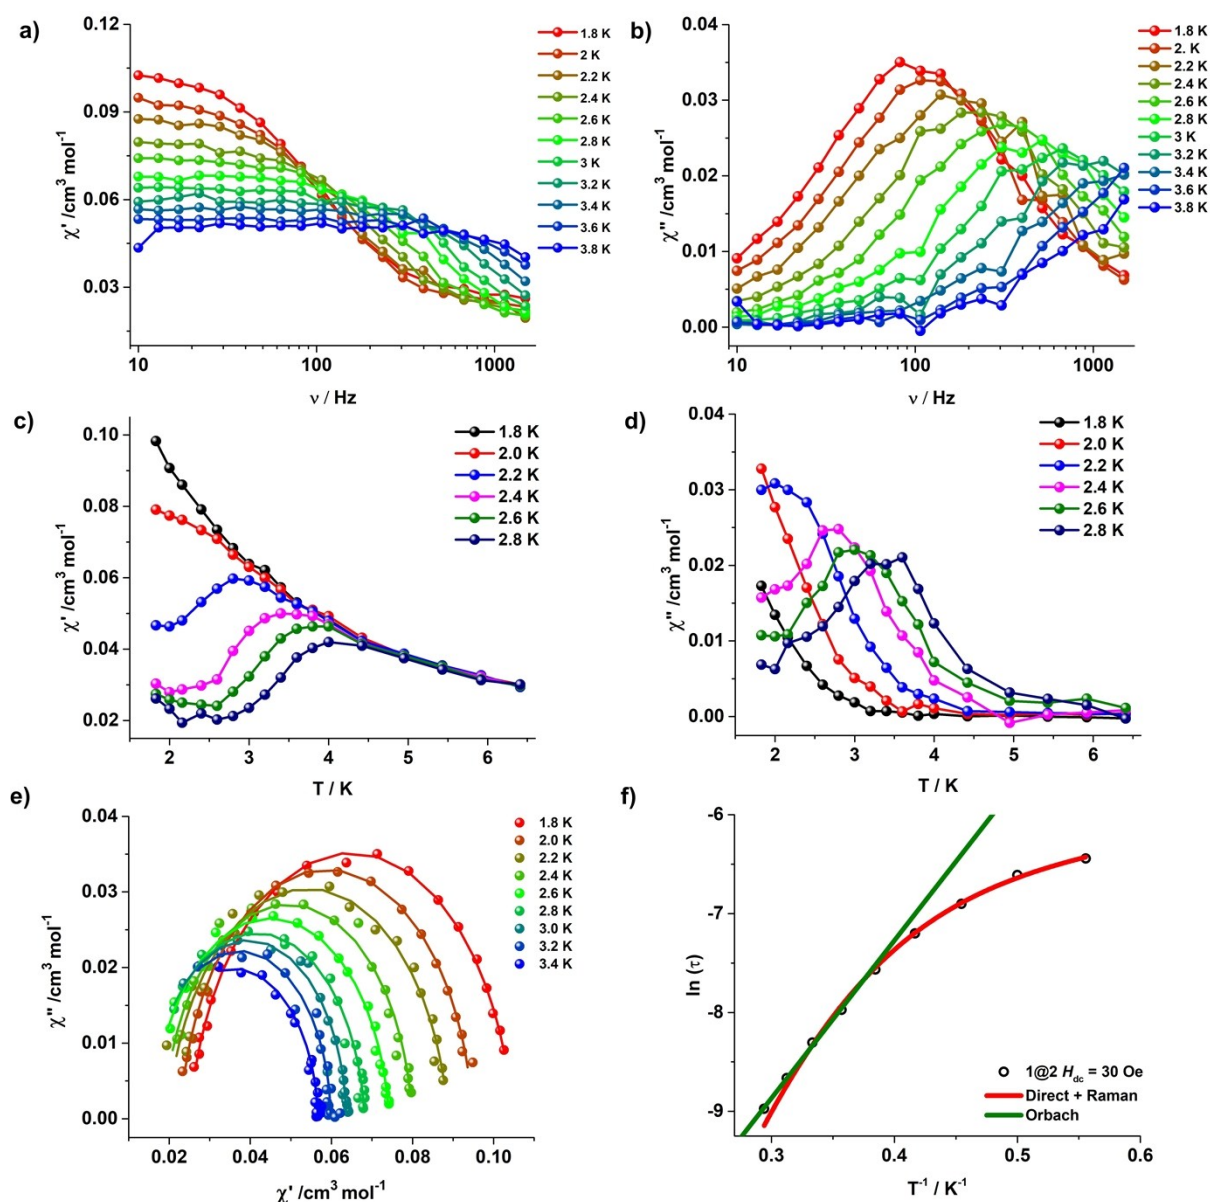 a)
0.12
0.09
0.06
0.03
χ' /cm³ mol⁻¹
10
100
1000
ν / Hz
1.8 K
2 K
2.2 K
2.4 K
2.6 K
2.8 K
3 K
3.2 K
3.4 K
3.6 K
3.8 K
b)
0.04
0.03
0.02
0.01
0.00
χ'' /cm³ mol⁻¹
10
100
1000
ν / Hz
1.8 K
2. K
2.2 K
2.4 K
2.6 K
2.8 K
3 K
3.2 K
3.4 K
3.6 K
3.8 K
c)
0.10
0.08
0.06
0.04
0.02
χ' /cm³ mol⁻¹
2
3
4
5
6
T / K
1.8 K
2.0 K
2.2 K
2.4 K
2.6 K
2.8 K
d)
0.04
0.03
0.02
0.01
0.00
χ'' /cm³ mol⁻¹
2
3
4
5
6
T / K
1.8 K
2.0 K
2.2 K
2.4 K
2.6 K
2.8 K
e)
0.04
0.03
0.02
0.01
0.00
χ'' /cm³ mol⁻¹
0.02
0.04
0.06
0.08
0.10
χ' /cm³ mol⁻¹
1.8 K
2.0 K
2.2 K
2.4 K
2.6 K
2.8 K
3.0 K
3.2 K
3.4 K
f)
-6
-7
-8
-9
ln (τ)
0.3
0.4
0.5
0.6
T⁻¹ / K⁻¹
1@2 H_dc = 30 Oe
Direct + Raman
Orbach